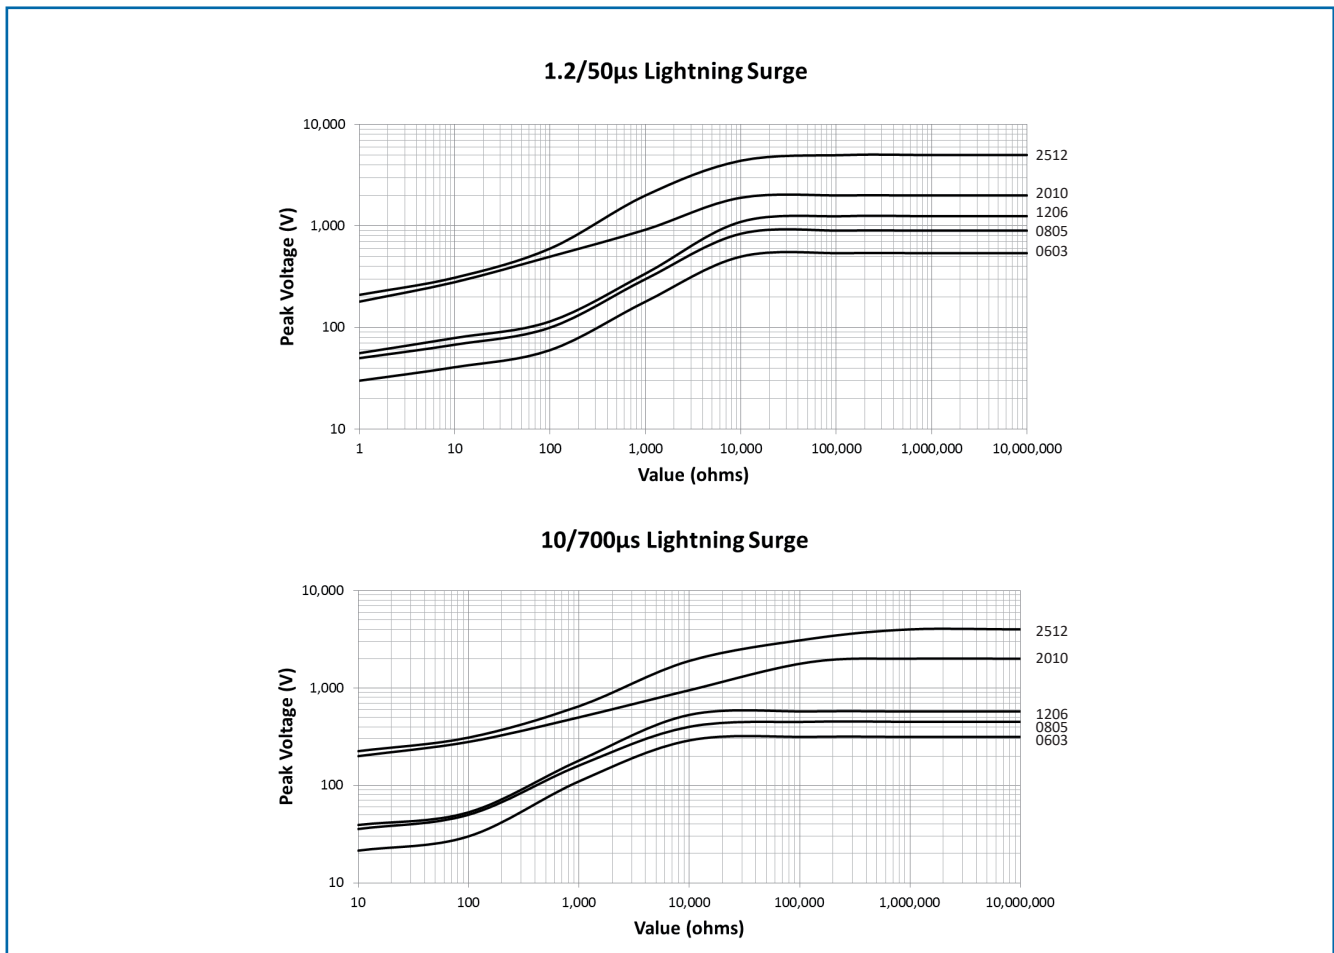 1.2/50µs Lightning Surge
10,000
1,000
100
10
Peak Voltage (V)
2512
2010
1206
0805
0603
1 10 100 1,000 10,000 100,000 1,000,000 10,000,000
Value (ohms)
10/700µs Lightning Surge
10,000
1,000
100
10
Peak Voltage (V)
2512
2010
1206
0805
0603
10 100 1,000 10,000 100,000 1,000,000 10,000,000
Value (ohms)